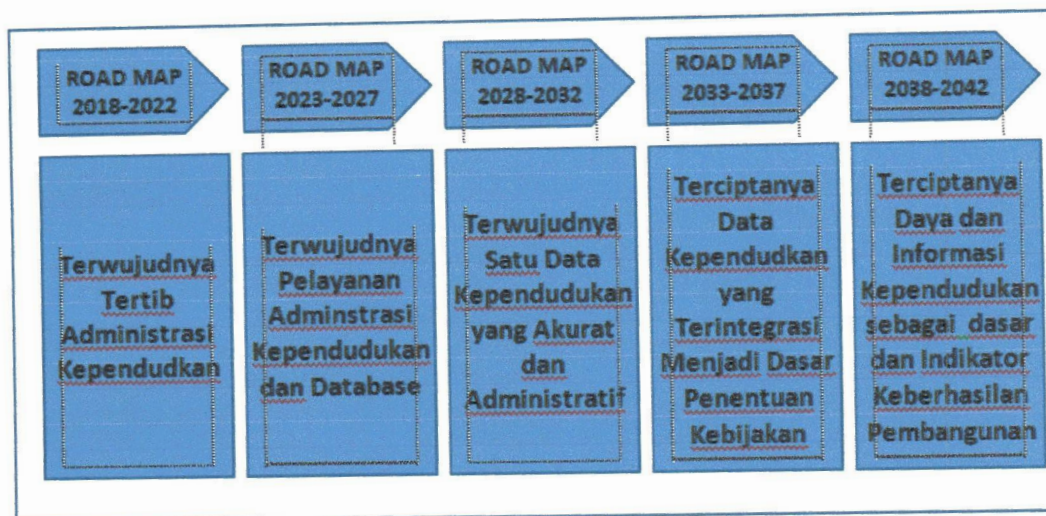 ROAD MAP
2018-2022
ROAD MAP
2023-2027
ROAD MAP
2028-2032
ROAD MAP
2033-2037
ROAD MAP
2038-2042
Terwujudnya
Tertib
Administrasi
Kependudkan
Terwujudnya
Pelayanan
Adminstrasi
Kependudukan
dan Database
Terwujudnya
Satu Data
Kependudukan
yang Akurat
dan
Administratif
Terciptanya
Data
Kependudkan
yang
Terintegrasi
Menjadi Dasar
Penentuan
Kebijakan
Terciptanya
Daya dan
Informasi
Kependudukan
sebagai dasar
dan Indikator
Keberhasilan
Pembangunan